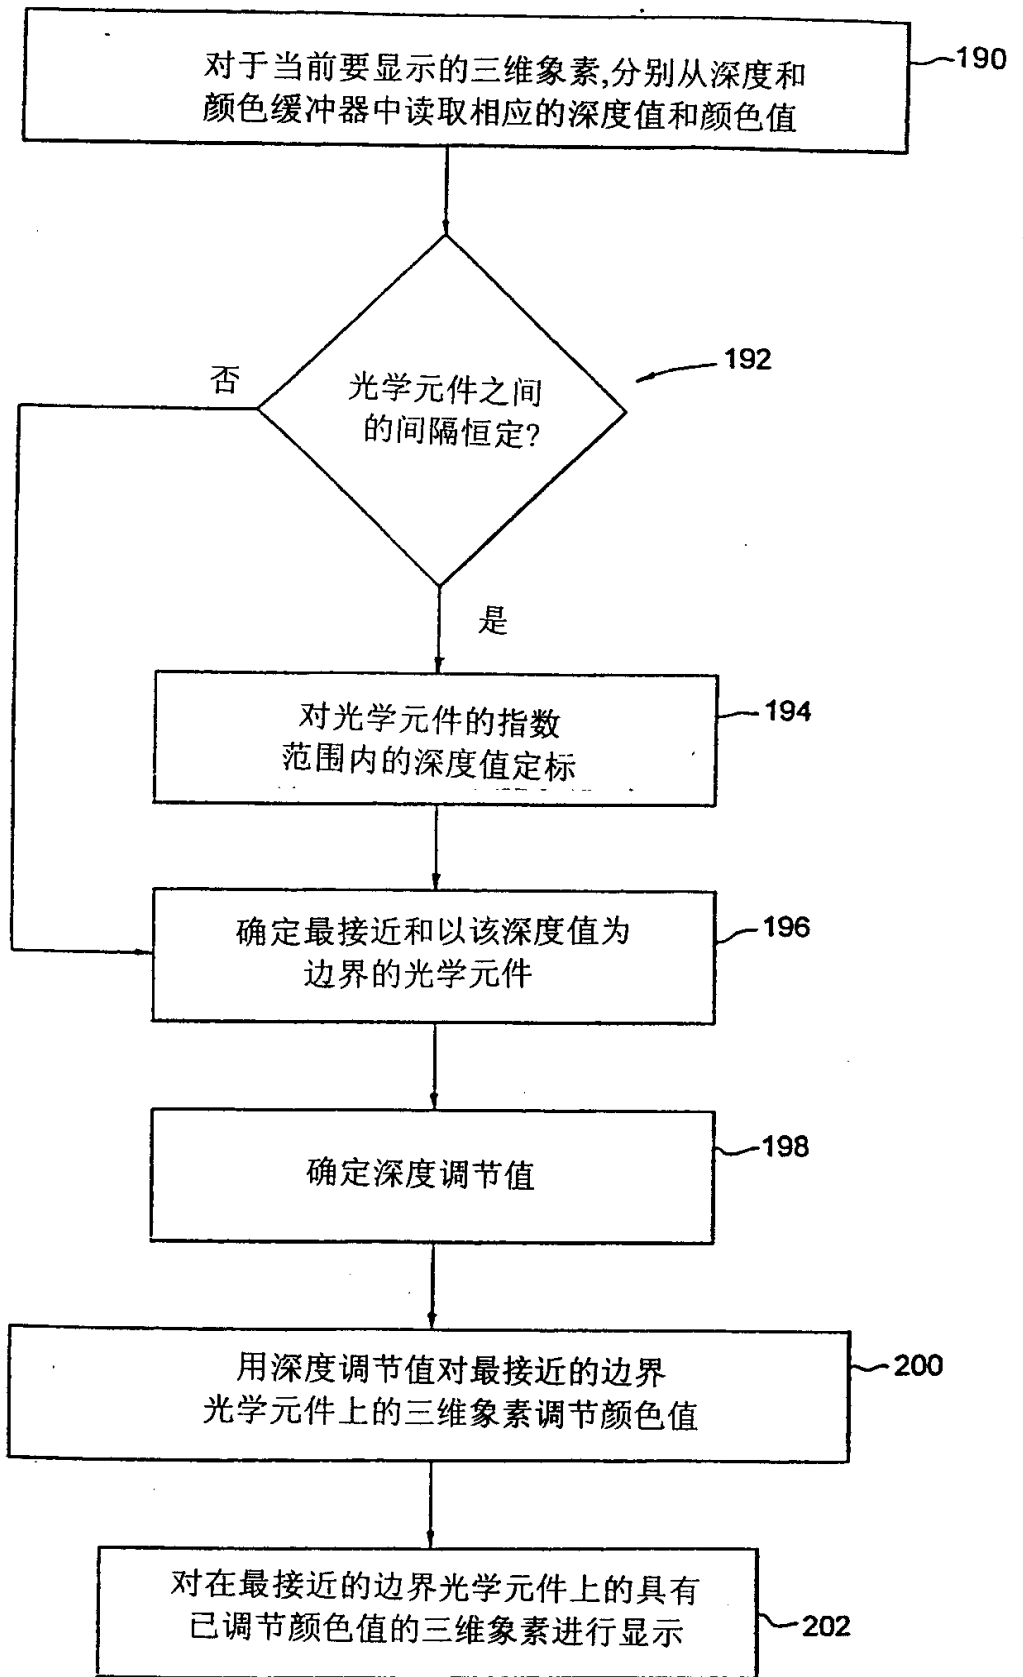 对于当前要显示的三维象素,分别从深度和
颜色缓冲器中读取相应的深度值和颜色值
190
光学元件之间
的间隔恒定?
192
否
是
对光学元件的指数
范围内的深度值定标
194
确定最接近和以该深度值为
边界的光学元件
196
确定深度调节值
198
用深度调节值对最接近的边界
光学元件上的三维象素调节颜色值
200
对在最接近的边界光学元件上的具有
已调节颜色值的三维象素进行显示
202